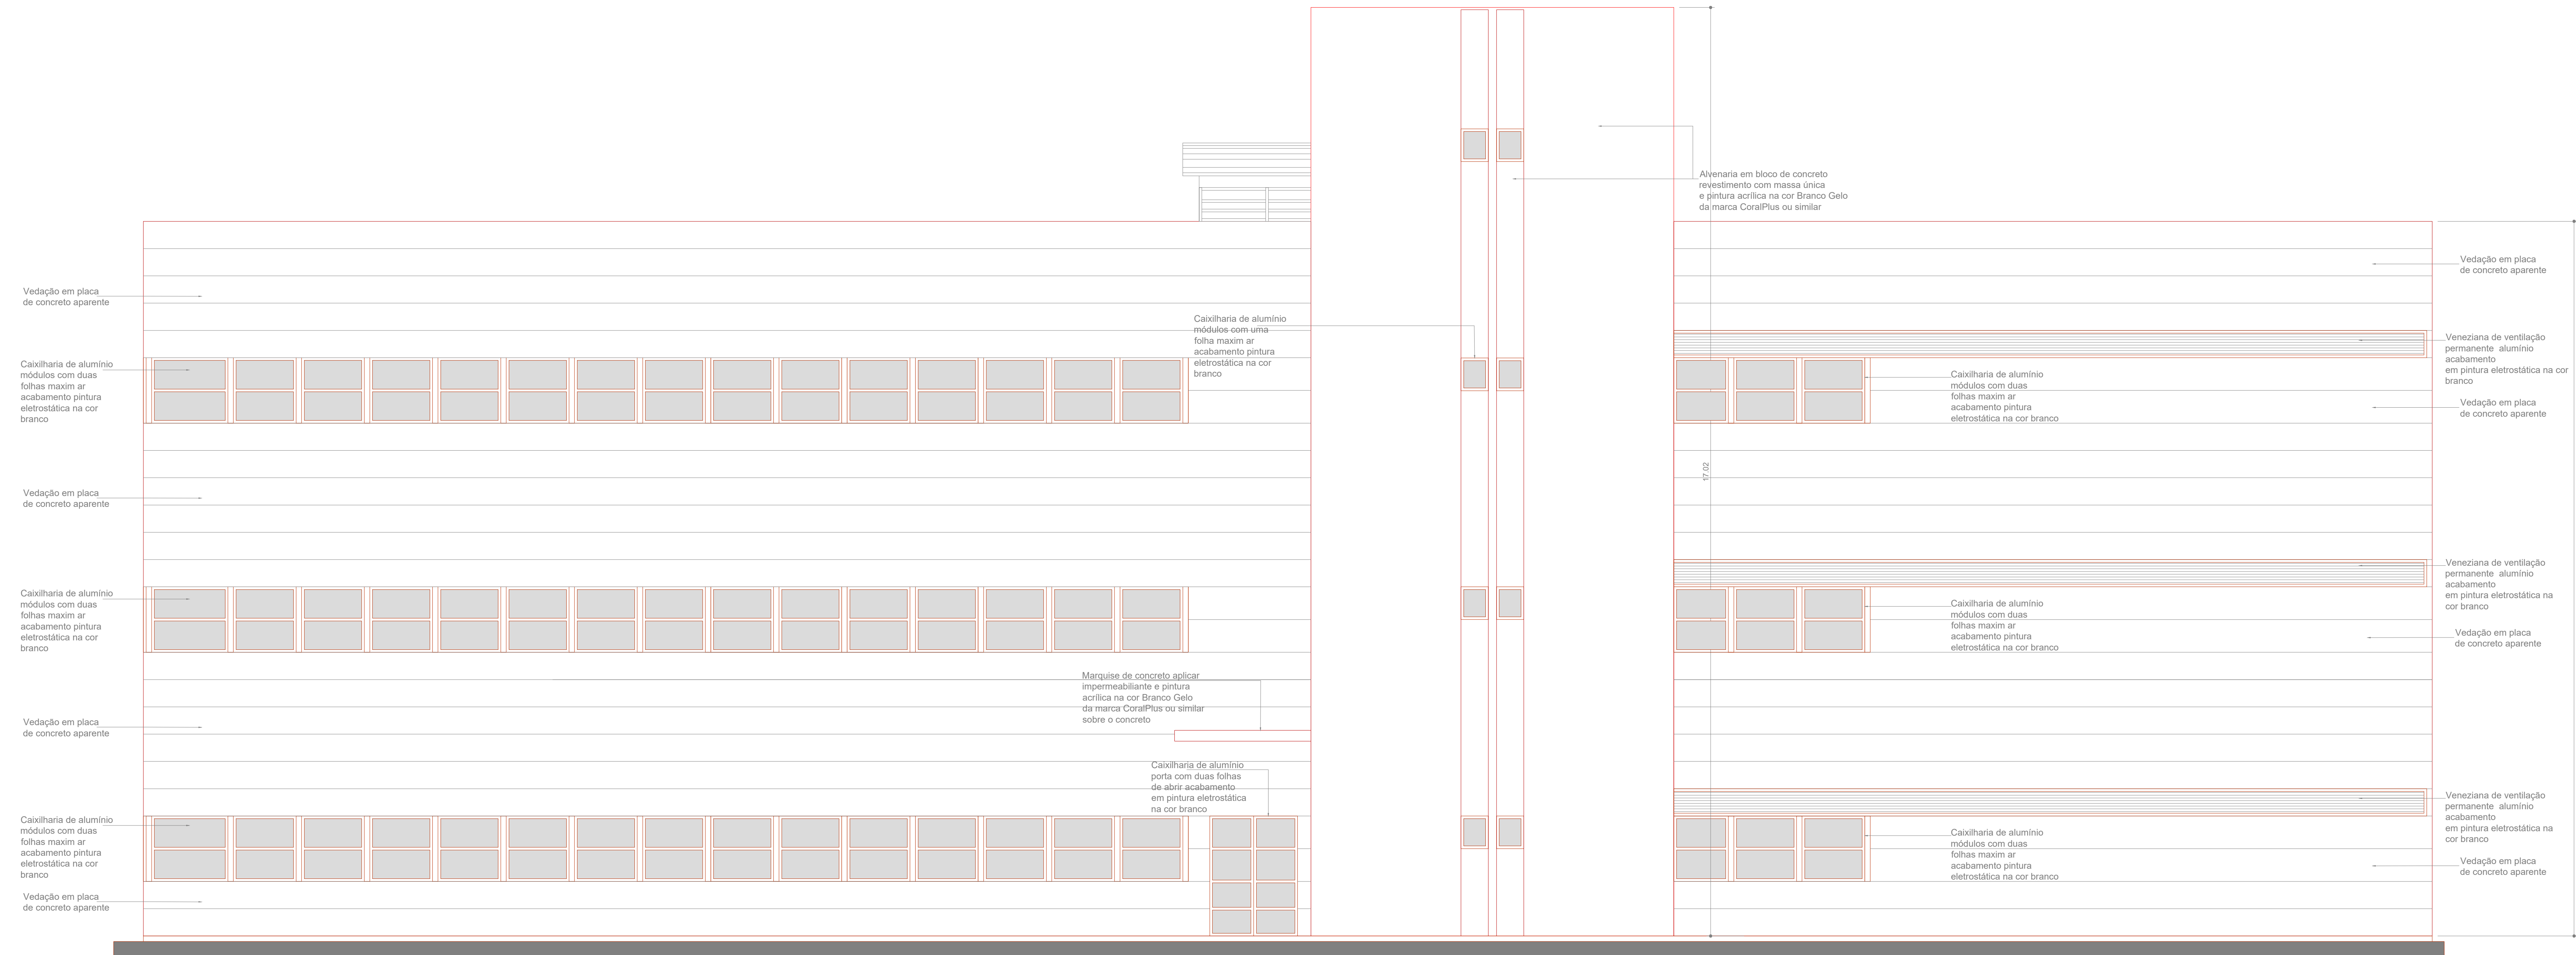 Alvenaria em bloco de concreto
revestimento com massa única
e pintura acrílica na cor Branco Gelo
da marca CoralPlus ou similar
Vedação em placa
de concreto aparente
Caixilharia de alumínio
módulos com duas
folhas maxim ar
acabamento pintura
eletrostática na cor
branco
Vedação em placa
de concreto aparente
Caixilharia de alumínio
módulos com duas
folhas maxim ar
acabamento pintura
eletrostática na cor
branco
Vedação em placa
de concreto aparente
Caixilharia de alumínio
módulos com duas
folhas maxim ar
acabamento pintura
eletrostática na cor
branco
Vedação em placa
de concreto aparente
Caixilharia de alumínio
módulos com uma
folha maxim ar
acabamento pintura
eletrostática na cor
branco
Marquise de concreto aplicar
impermeabiliante e pintura
acrílica na cor Branco Gelo
da marca CoralPlus ou similar
sobre o concreto
Caixilharia de alumínio
porta com duas folhas
de abrir acabamento
em pintura eletrostática
na cor branco
17.02
Caixilharia de alumínio
módulos com duas
folhas maxim ar
acabamento pintura
eletrostática na cor branco
Caixilharia de alumínio
módulos com duas
folhas maxim ar
acabamento pintura
eletrostática na cor branco
Caixilharia de alumínio
módulos com duas
folhas maxim ar
acabamento pintura
eletrostática na cor branco
Vedação em placa
de concreto aparente
Veneziana de ventilação
permanente alumínio
acabamento
em pintura eletrostática na cor
branco
Vedação em placa
de concreto aparente
Veneziana de ventilação
permanente alumínio
acabamento
em pintura eletrostática na
cor branco
Vedação em placa
de concreto aparente
Veneziana de ventilação
permanente alumínio
acabamento
em pintura eletrostática na
cor branco
Vedação em placa
de concreto aparente